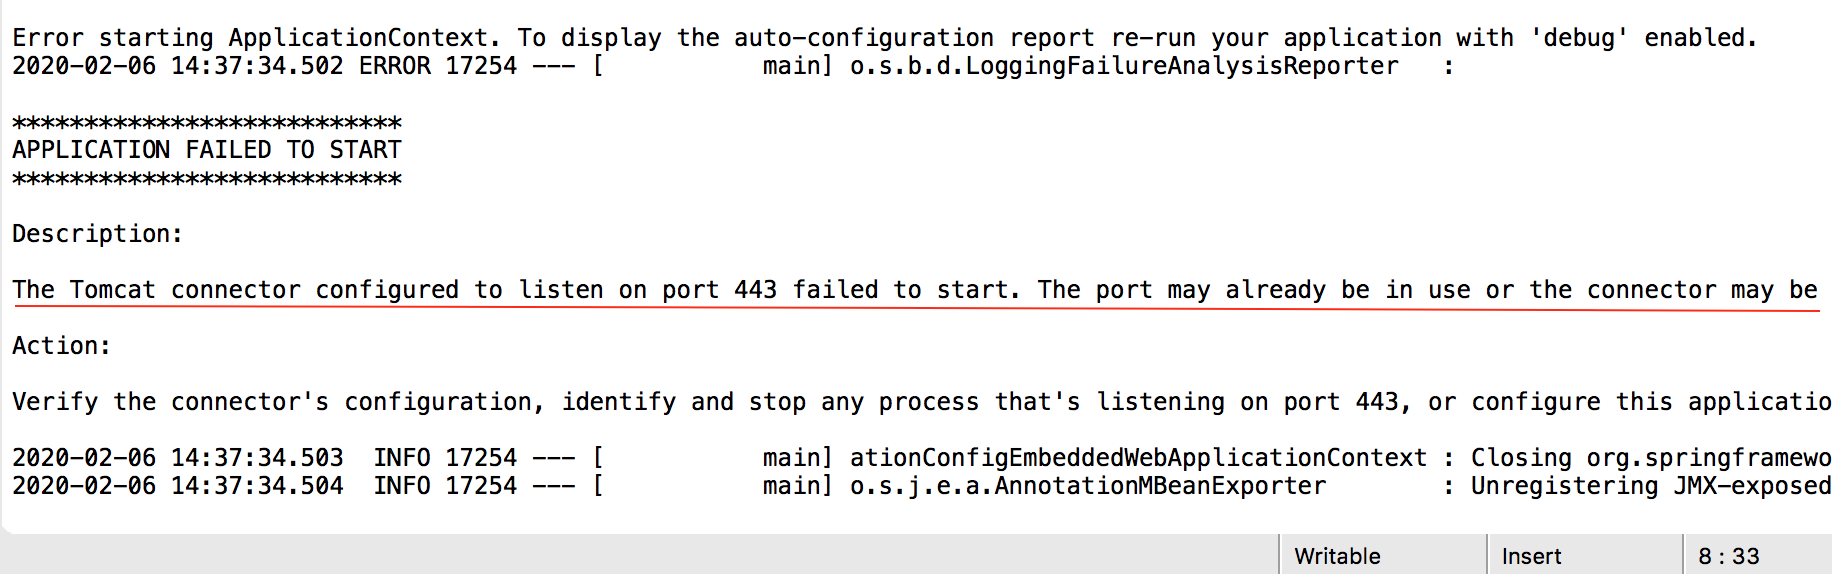 Error starting ApplicationContext. To display the auto-configuration report re-run your application with 'debug' enabled.
2020-02-06 14:37:34.502 ERROR 17254 --- [           main] o.s.b.d.LoggingFailureAnalysisReporter   :
***************************
APPLICATION FAILED TO START
***************************
Description:
The Tomcat connector configured to listen on port 443 failed to start. The port may already be in use or the connector may be
Action:
Verify the connector's configuration, identify and stop any process that's listening on port 443, or configure this applicatio
2020-02-06 14:37:34.503  INFO 17254 --- [           main] ationConfigEmbeddedWebApplicationContext : Closing org.springframewo
2020-02-06 14:37:34.504  INFO 17254 --- [           main] o.s.j.e.a.AnnotationMBeanExporter        : Unregistering JMX-exposed
Writable Insert 8 : 33